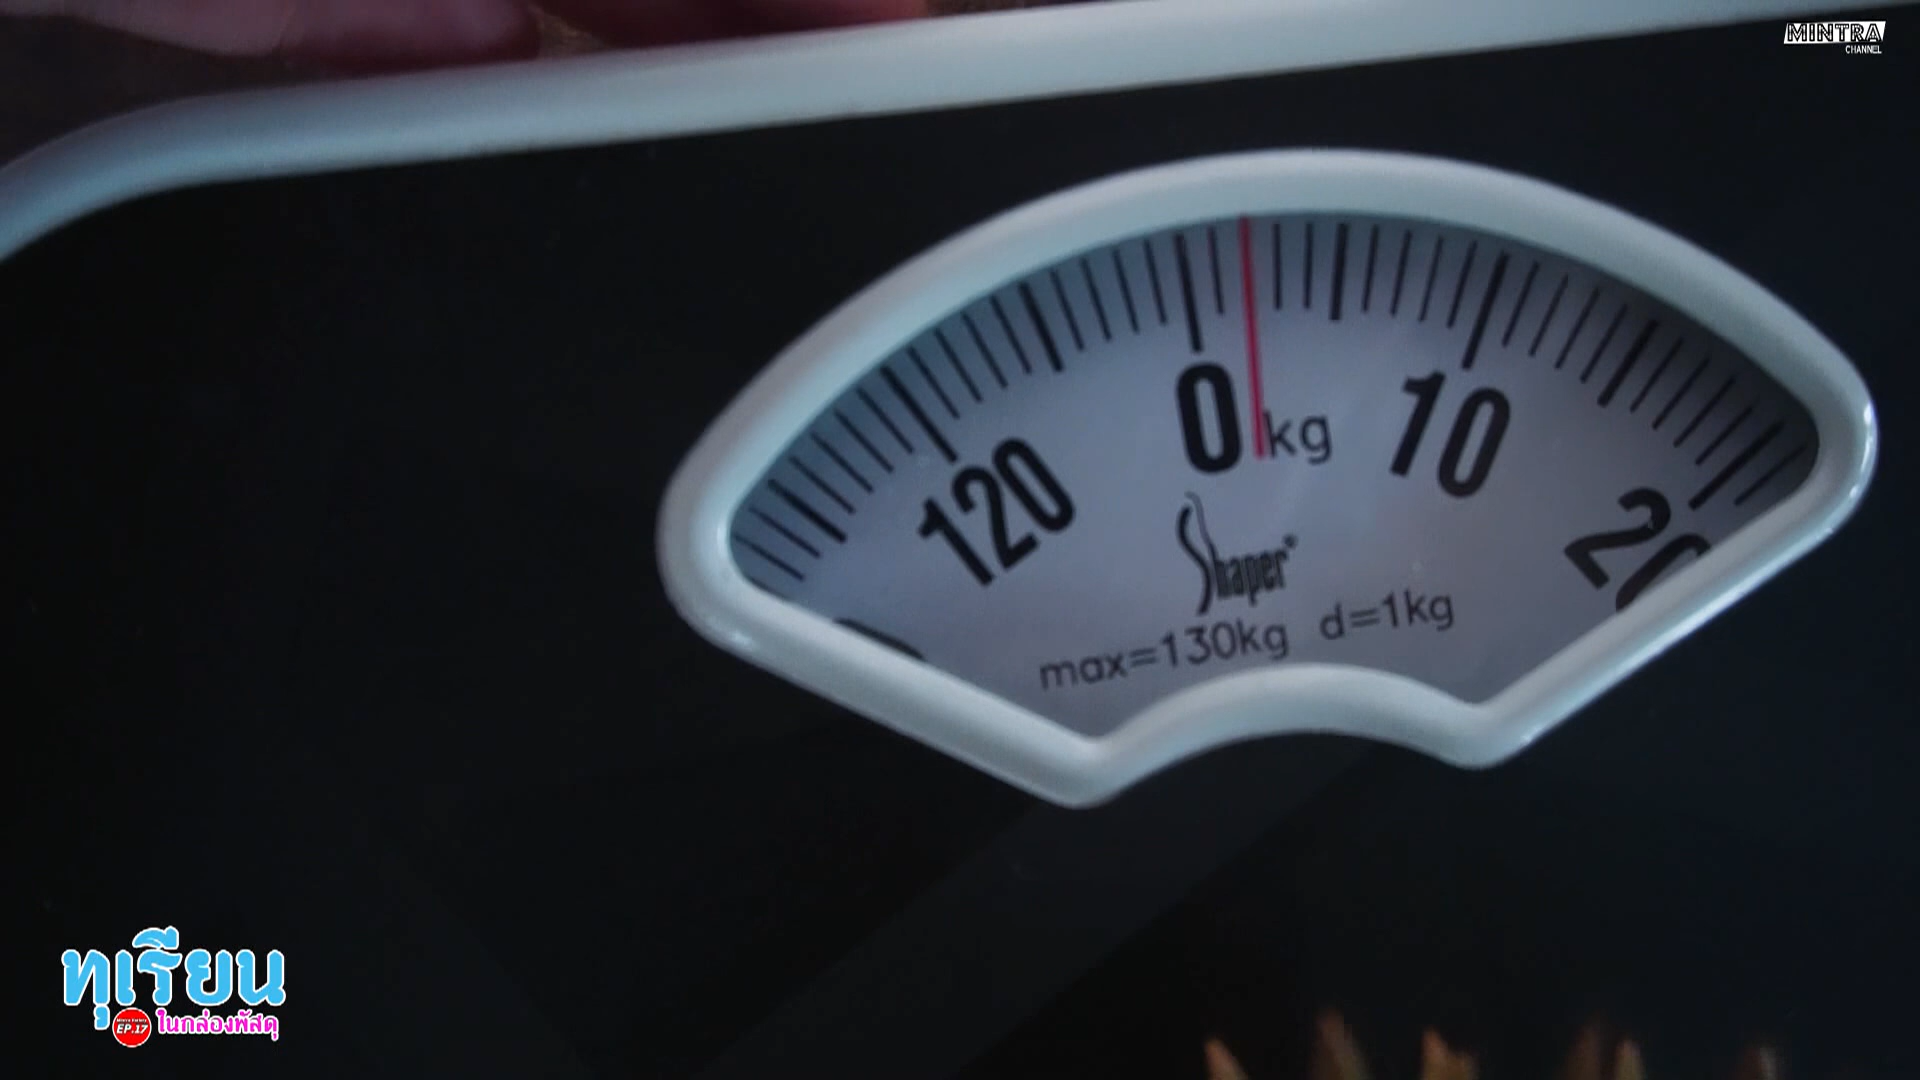 MINTRA
CHANNEL
120
0
kg
10
20
Shaper®
max=130kg d=1kg
ทุเรียน
EP.17
ในกล่องพัสดุ